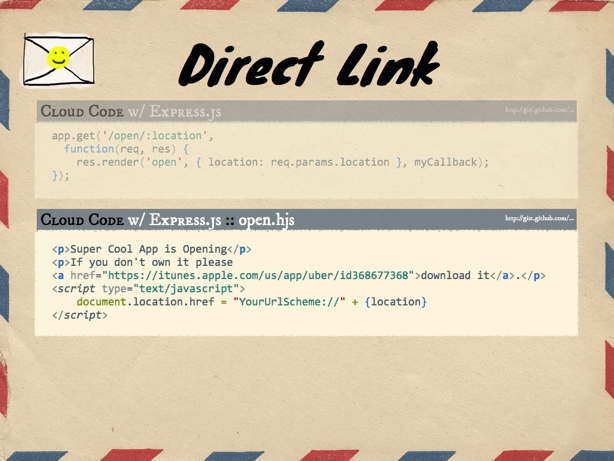 Direct Link
Cloud Code w/ Express.js http://gist.github.com/...
app.get('/open/:location',
function(req, res) {
res.render('open', { location: req.params.location }, myCallback);
});
Cloud Code w/ Express.js :: open.hjs http://gist.github.com/...
<p>Super Cool App is Opening</p>
<p>If you don't own it please
<a href="https://itunes.apple.com/us/app/uber/id368677368">download it</a>.</p>
<script type="text/javascript">
document.location.href = "YourUrlScheme://" + {location}
</script>